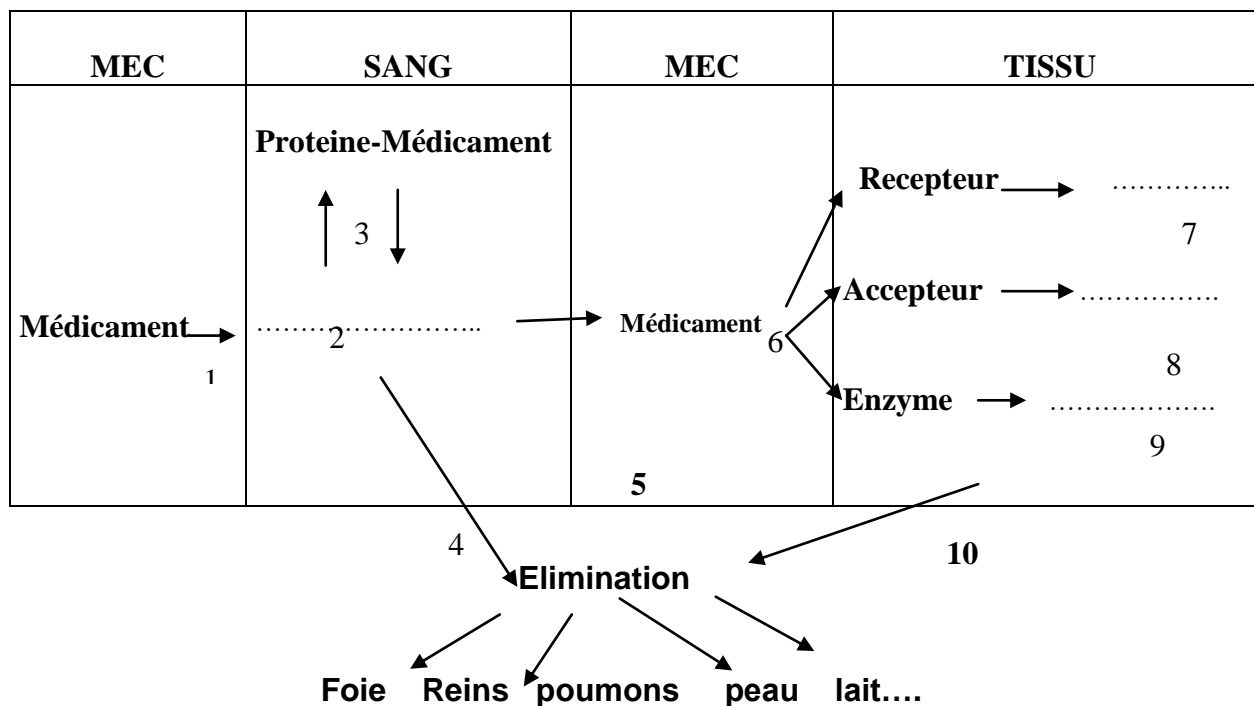 MEC SANG MEC TISSU
Proteine-Médicament
Recepteur …………..
3 7
Accepteur ……………….
Médicament …………………….. Médicament
2 6
1 8
Enzyme ……………….
9
5
4 10
Elimination
Foie Reins poumons peau lait….